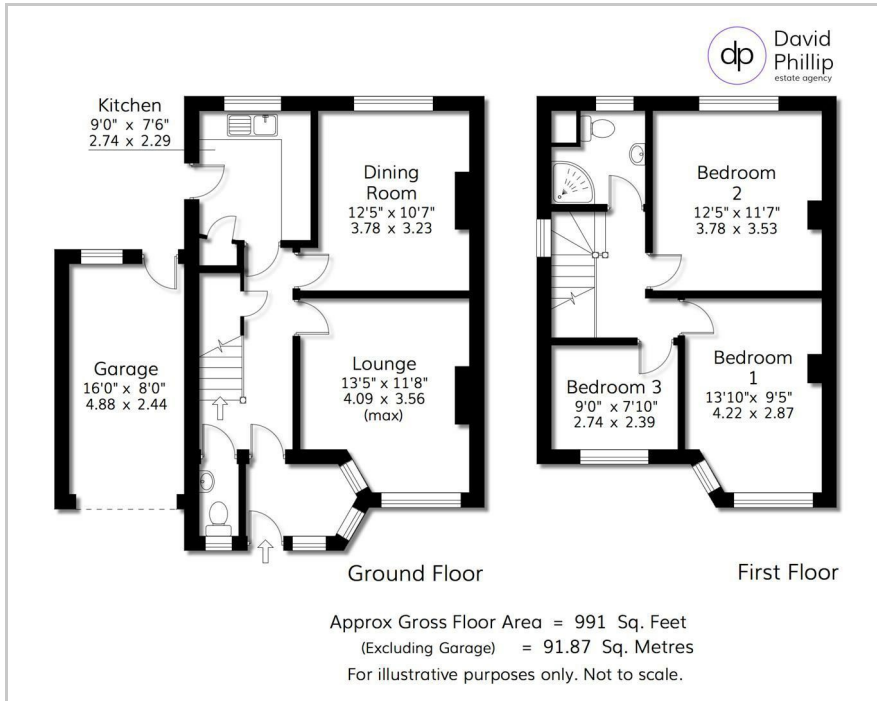 dp
David
Phillip
estate agency
Kitchen
9'0" x 7'6"
2.74 x 2.29
Dining
Room
12'5" x 10'7"
3.78 x 3.23
Garage
16'0" x 8'0"
4.88 x 2.44
Lounge
13'5" x 11'8"
4.09 x 3.56
(max)
Bedroom
2
12'5" x 11'7"
3.78 x 3.53
Bedroom
1
13'10"x 9'5"
4.22 x 2.87
Bedroom 3
9'0" x 7'10"
2.74 x 2.39
Ground Floor
First Floor
Approx Gross Floor Area = 991 Sq. Feet
(Excluding Garage) = 91.87 Sq. Metres
For illustrative purposes only. Not to scale.